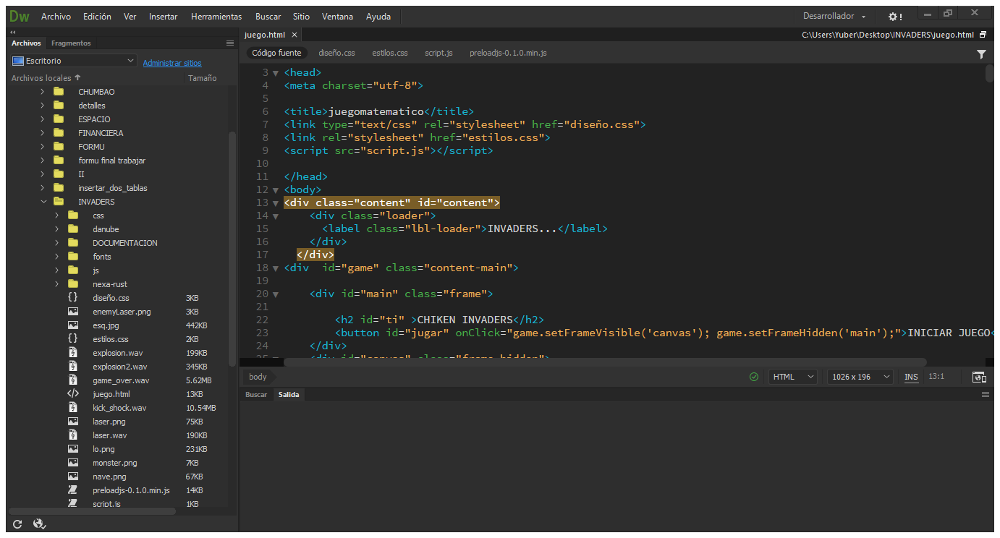 Dw Archivo Edición Ver Insertar Herramientas Buscar Sitio Ventana Ayuda Desarrollador
Archivos Fragmentos
Escritorio Administrar sitios
Archivos locales Tamaño
CHUMBAO
detalles
ESPACIO
FINANCIERA
FORMU
formu final trabajar
II
insertar_dos_tablas
INVADERS
css
danube
DOCUMENTACION
fonts
js
nexa-rust
diseño.css 3KB
enemyLaser.png 3KB
esq.jpg 442KB
estilos.css 2KB
explosion.wav 199KB
explosion2.wav 345KB
game_over.wav 5.62MB
juego.html 13KB
kick_shock.wav 10.54MB
laser.png 75KB
laser.wav 190KB
lo.png 231KB
monster.png 7KB
nave.png 67KB
preloadjs-0.1.0.min.js 14KB
script.js 1KB
juego.html × C:\Users\Yuber\Desktop\INVADERS\juego.html
Código fuente diseño.css estilos.css script.js preloadjs-0.1.0.min.js
3 <head>
4 <meta charset="utf-8">
5
6 <title>juegomatematico</title>
7 <link type="text/css" rel="stylesheet" href="diseño.css">
8 <link rel="stylesheet" href="estilos.css">
9 <script src="script.js"></script>
10
11 </head>
12 <body>
13 <div class="content" id="content">
14 <div class="loader">
15 <label class="lbl-loader">INVADERS...</label>
16 </div>
17 </div>
18 <div  id="game" class="content-main">
19
20 <div id="main" class="frame">
21
22 <h2 id="ti" >CHIKEN INVADERS</h2>
23 <button id="jugar" onClick="game.setFrameVisible('canvas'); game.setFrameHidden('main');">INICIAR JUEGO<
24 </div>
25 <div id="canvas" class="frame-hidden">
body HTML 1026 x 196 INS 13:1
Buscar Salida